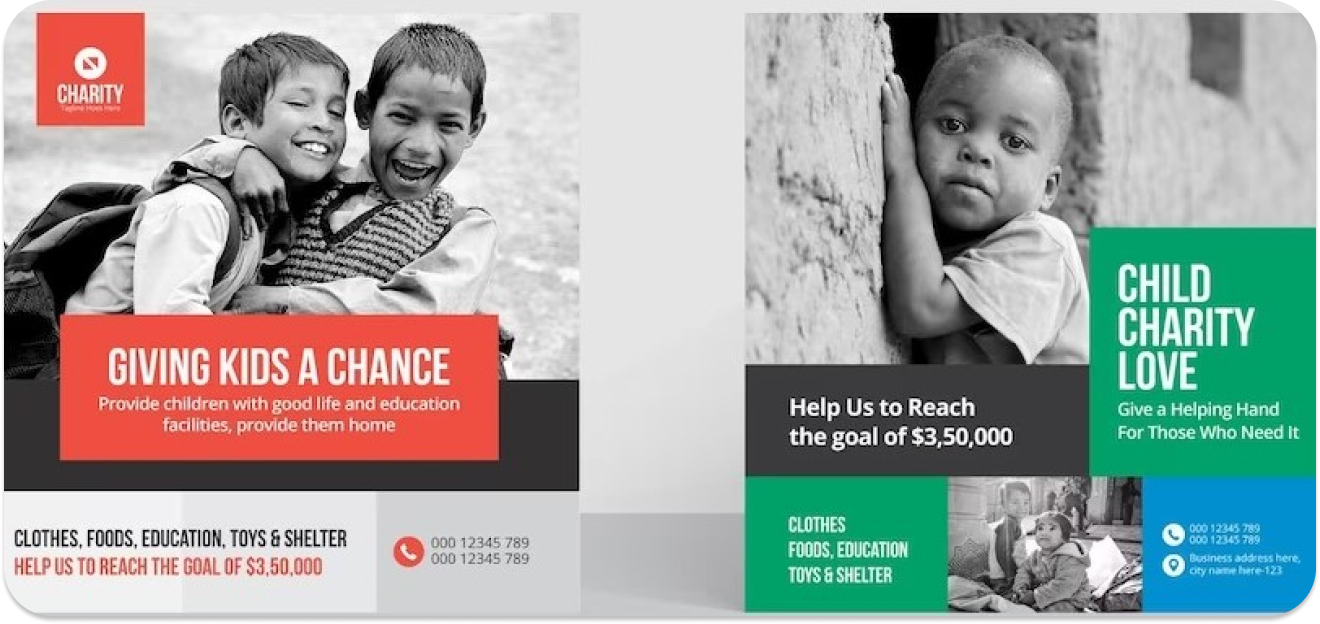 CHARITY
Tagline Goes Here
GIVING KIDS A CHANCE
Provide children with good life and education
facilities, provide them home
CLOTHES, FOODS, EDUCATION, TOYS & SHELTER
HELP US TO REACH THE GOAL OF $3,50,000
000 12345 789
000 12345 789
CHILD
CHARITY
LOVE
Give a Helping Hand
For Those Who Need It
Help Us to Reach
the goal of $3,50,000
CLOTHES
FOODS, EDUCATION
TOYS & SHELTER
000 12345 789
000 12345 789
Business address here,
city name here-123